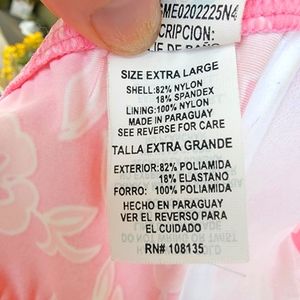 GME0202225N4
CRIPCION:
JE DE BAÑO
SIZE EXTRA LARGE
SHELL:82% NYLON
18% SPANDEX
LINING:100% NYLON
MADE IN PARAGUAY
SEE REVERSE FOR CARE
TALLA EXTRA GRANDE
EXTERIOR:82% POLIAMIDA
18% ELASTANO
FORRO: 100% POLIAMIDA
HECHO EN PARAGUAY
VER EL REVERSO PARA
EL CUIDADO
RN# 108135